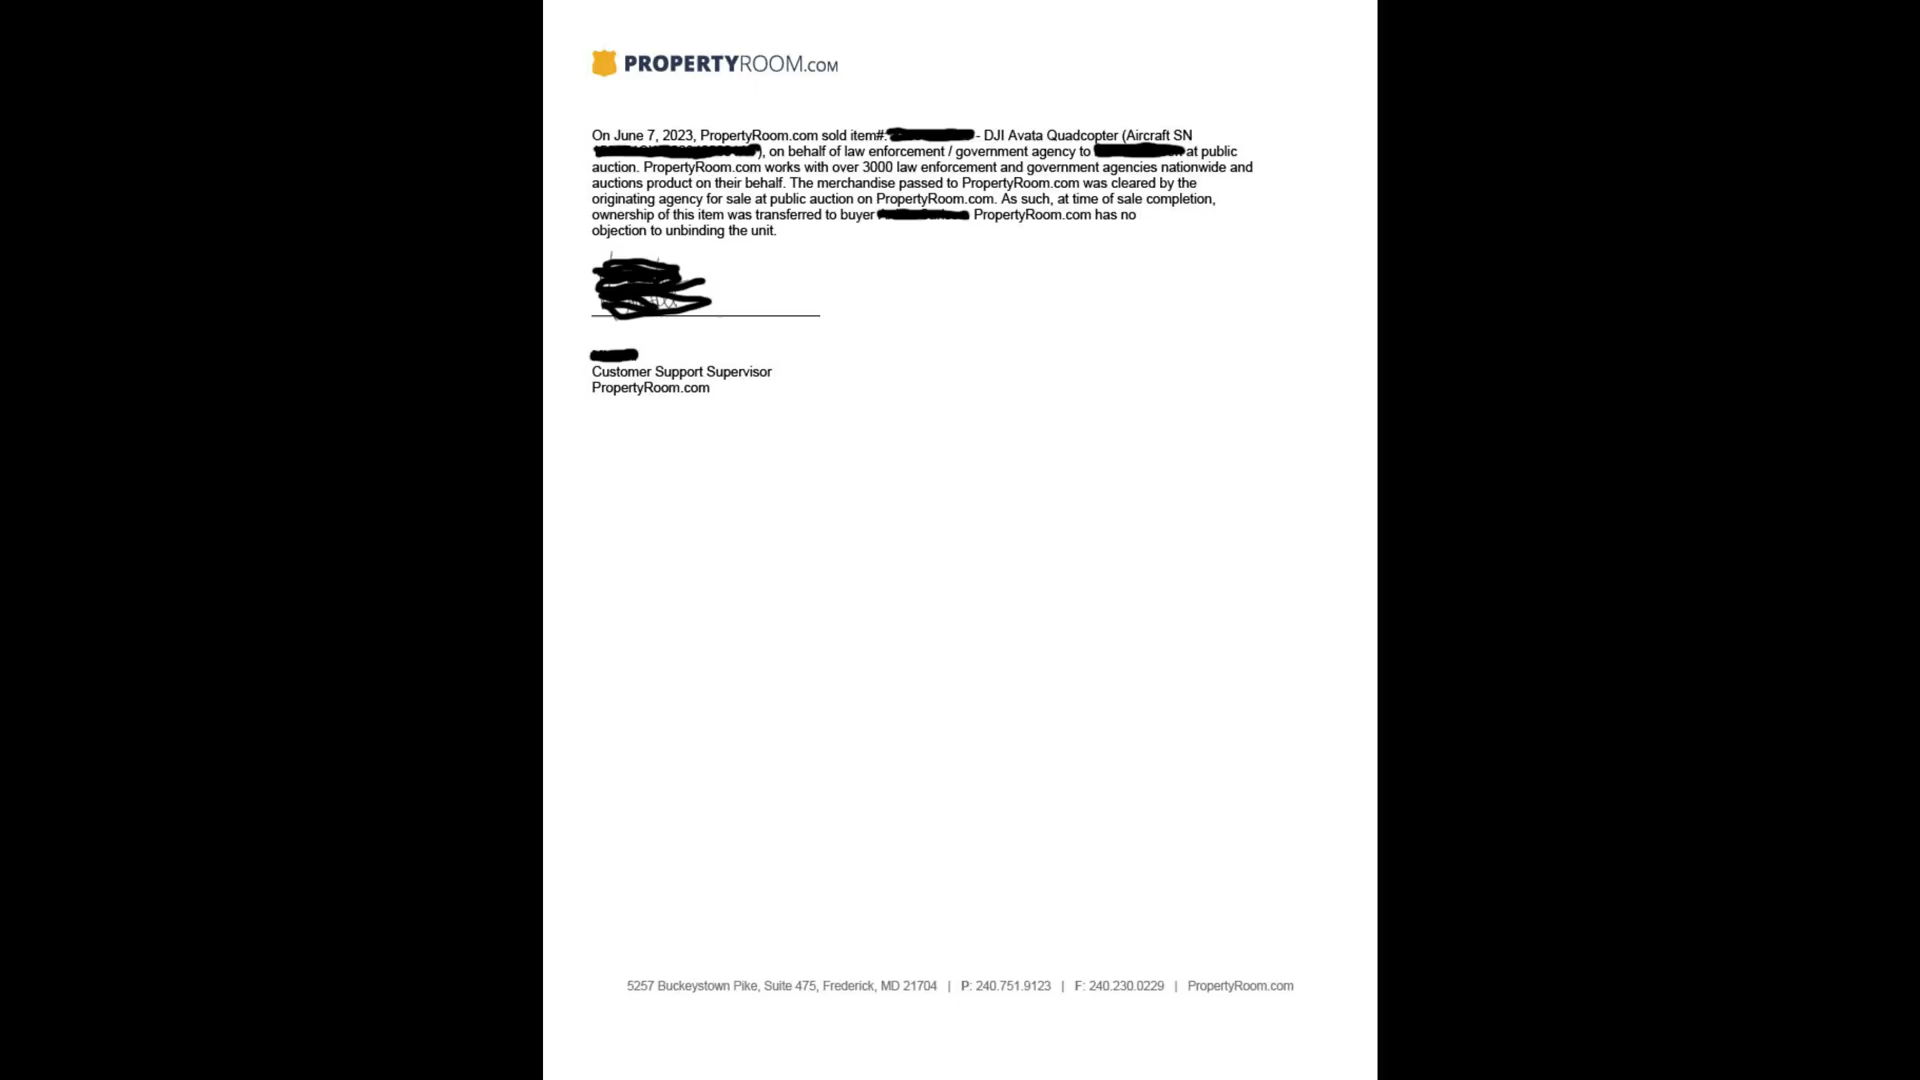 PROPERTYROOM.COM
On June 7, 2023, PropertyRoom.com sold item#: - DJI Avata Quadcopter (Aircraft SN
), on behalf of law enforcement / government agency to at public
auction. PropertyRoom.com works with over 3000 law enforcement and government agencies nationwide and
auctions product on their behalf. The merchandise passed to PropertyRoom.com was cleared by the
originating agency for sale at public auction on PropertyRoom.com. As such, at time of sale completion,
ownership of this item was transferred to buyer PropertyRoom.com has no
objection to unbinding the unit.
Customer Support Supervisor
PropertyRoom.com
5257 Buckeystown Pike, Suite 475, Frederick, MD 21704 | P: 240.751.9123 | F: 240.230.0229 | PropertyRoom.com